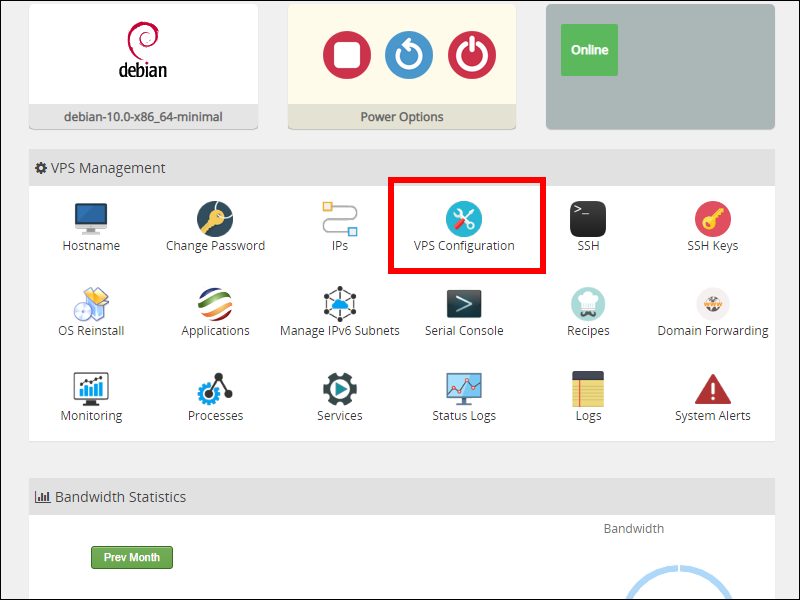 debian
Online
debian-10.0-x86_64-minimal
Power Options
VPS Management
Hostname
Change Password
IPs
VPS Configuration
>_
SSH
SSH Keys
OS Reinstall
Applications
Manage IPv6 Subnets
Serial Console
Recipes
www
Domain Forwarding
Monitoring
Processes
Services
Status Logs
Logs
System Alerts
Bandwidth Statistics
Bandwidth
Prev Month